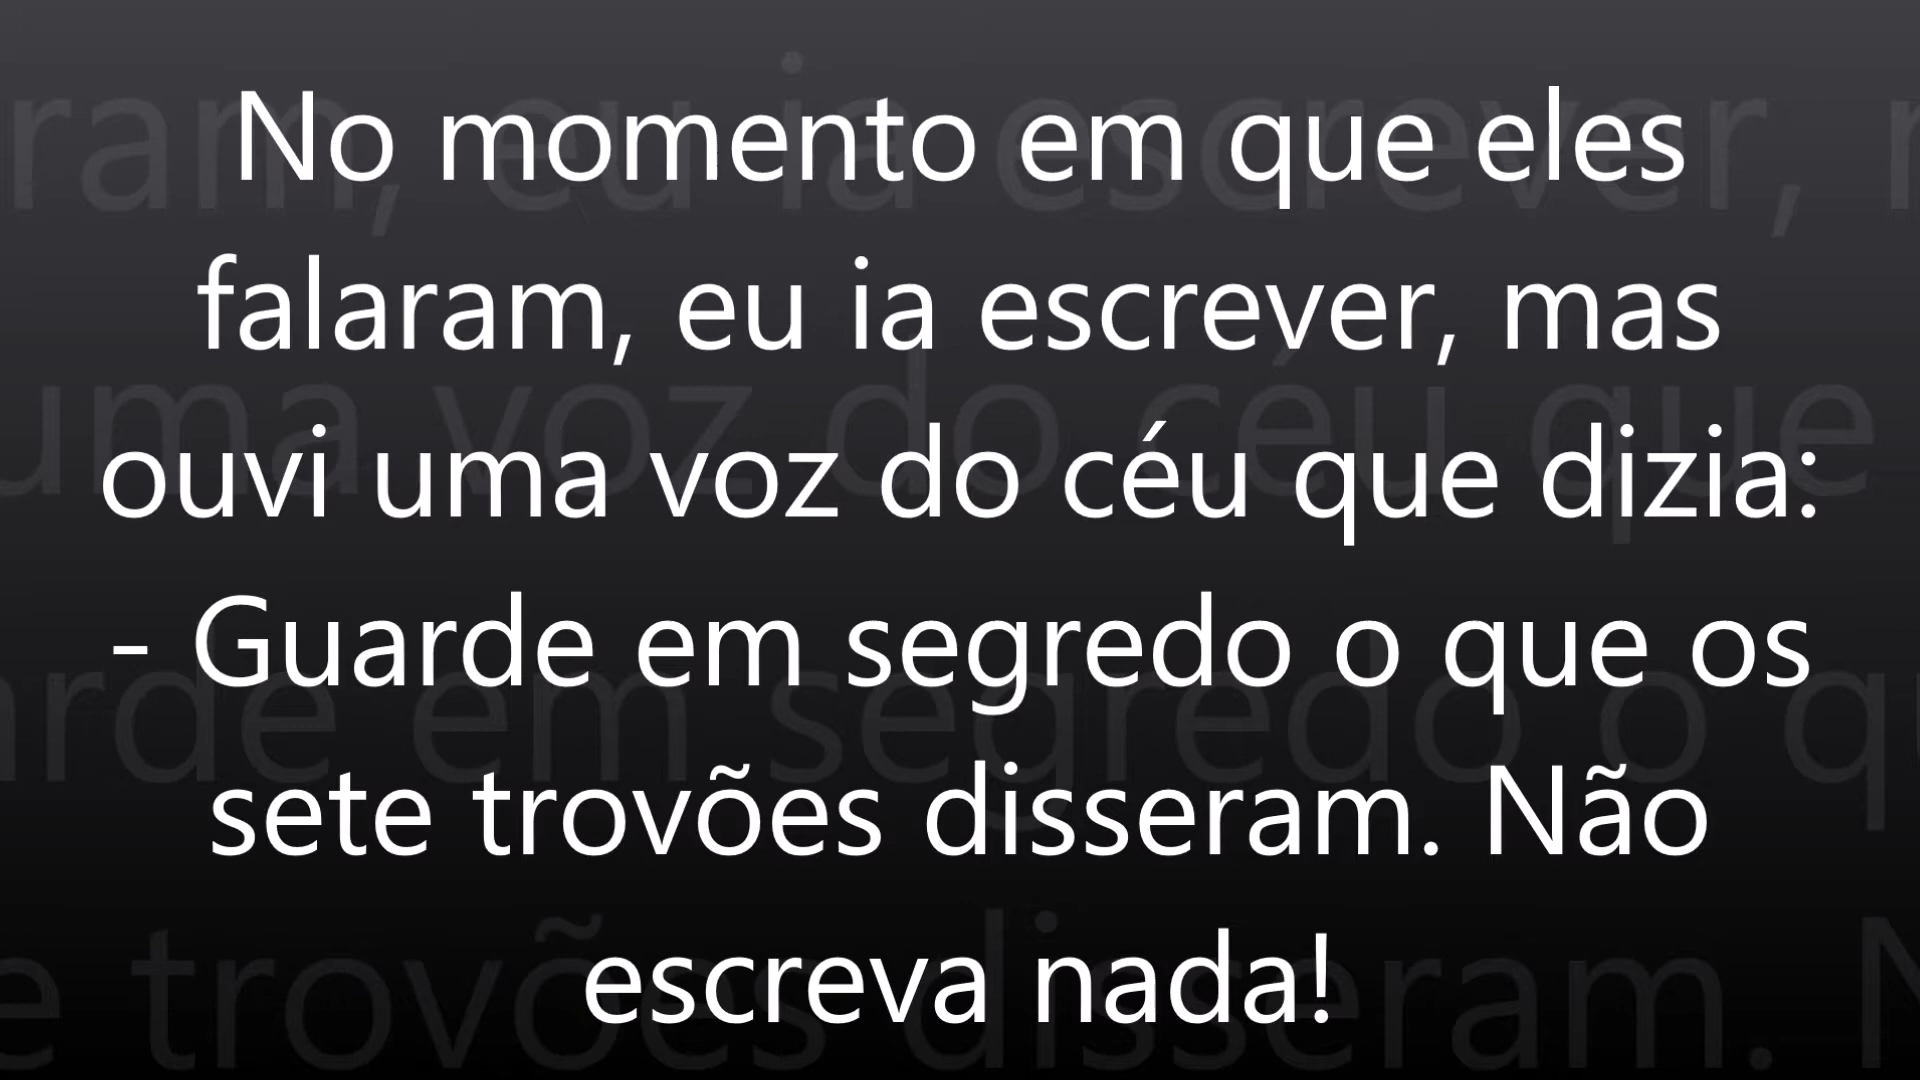 No momento em que eles
falaram, eu ia escrever, mas
ouvi uma voz do céu que dizia:
- Guarde em segredo o que os
sete trovões disseram. Não
escreva nada!